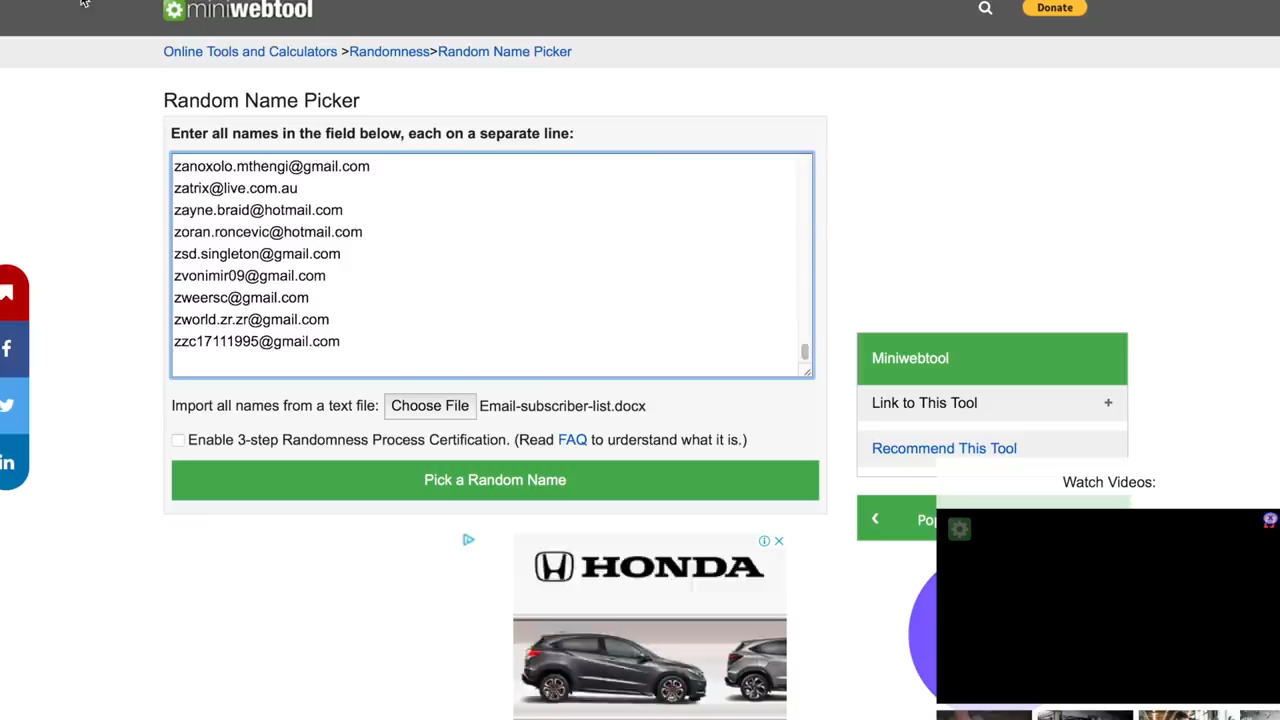 miniwebtool
Donate
Online Tools and Calculators >Randomness>Random Name Picker
Random Name Picker
Enter all names in the field below, each on a separate line:
zanoxolo.mthengi@gmail.com
zatrix@live.com.au
zayne.braid@hotmail.com
zoran.roncevic@hotmail.com
zsd.singleton@gmail.com
zvonimir09@gmail.com
zweersc@gmail.com
zworld.zr.zr@gmail.com
zzc17111995@gmail.com
Import all names from a text file: Choose File Email-subscriber-list.docx
Enable 3-step Randomness Process Certification. (Read FAQ to understand what it is.)
Pick a Random Name
Miniwebtool
Link to This Tool +
Recommend This Tool
Watch Videos:
HONDA